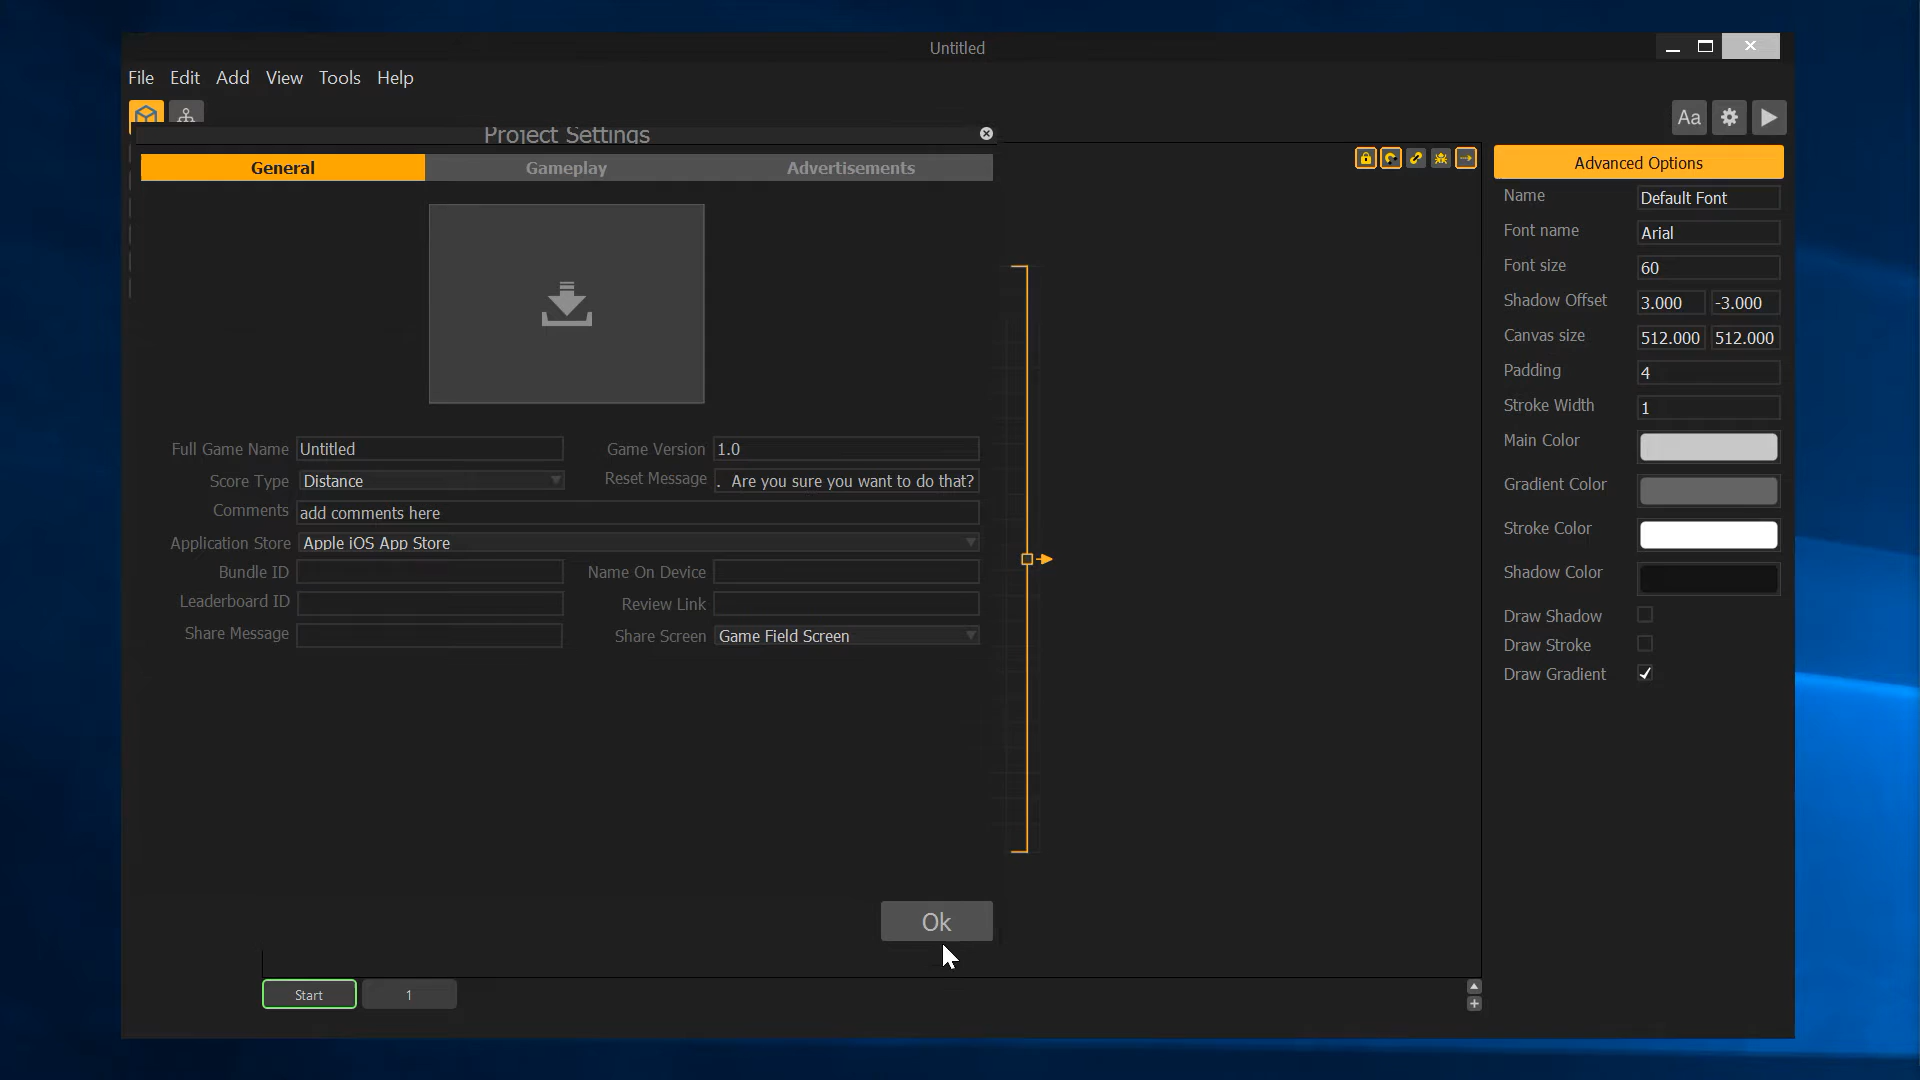 Untitled
File Edit Add View Tools Help
Aa
Project Settings
General Gameplay Advertisements
Full Game Name Untitled Game Version 1.0
Score Type Distance Reset Message . Are you sure you want to do that?
Comments add comments here
Application Store Apple iOS App Store
Bundle ID Name On Device
Leaderboard ID Review Link
Share Message Share Screen Game Field Screen
Ok
Start 1
Advanced Options
Name Default Font
Font name Arial
Font size 60
Shadow Offset 3.000 -3.000
Canvas size 512.000 512.000
Padding 4
Stroke Width 1
Main Color
Gradient Color
Stroke Color
Shadow Color
Draw Shadow
Draw Stroke
Draw Gradient